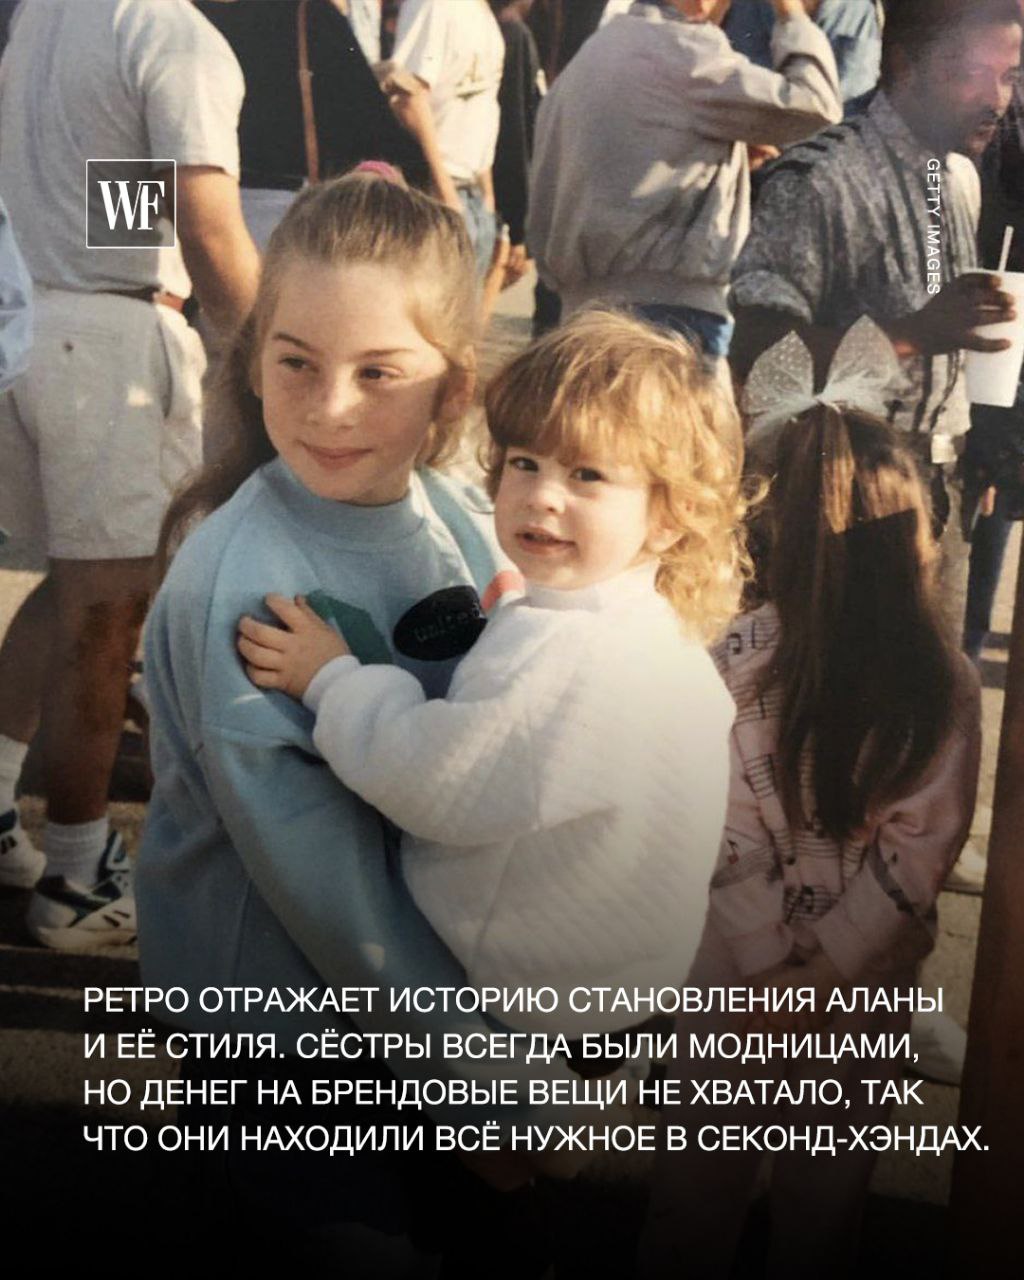 WF
GETTY IMAGES
united
РЕТРО ОТРАЖАЕТ ИСТОРИЮ СТАНОВЛЕНИЯ АЛАНЫ
И ЕЁ СТИЛЯ. СЁСТРЫ ВСЕГДА БЫЛИ МОДНИЦАМИ,
НО ДЕНЕГ НА БРЕНДОВЫЕ ВЕЩИ НЕ ХВАТАЛО, ТАК
ЧТО ОНИ НАХОДИЛИ ВСЁ НУЖНОЕ В СЕКОНД-ХЭНДАХ.